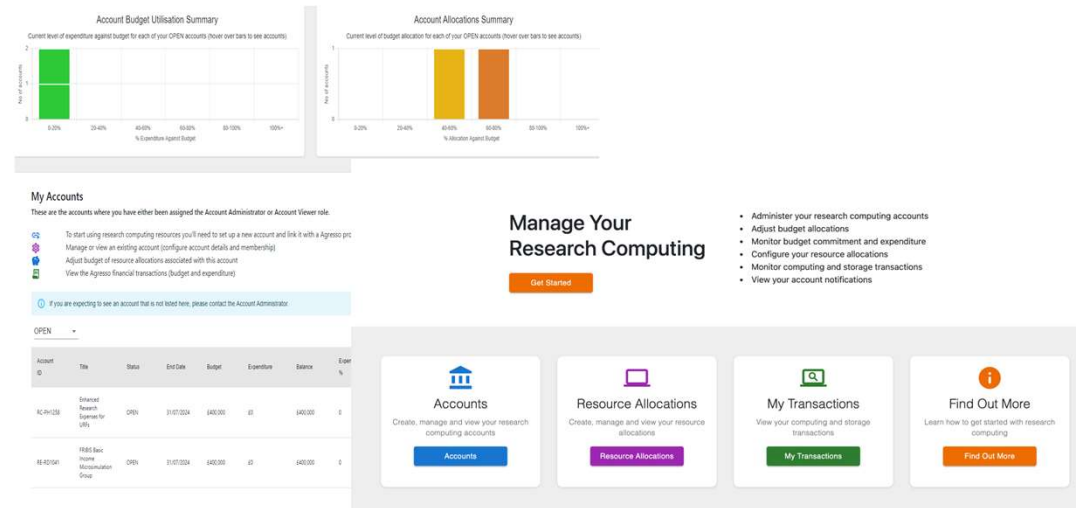 Account Budget Utilisation Summary
Current level of expenditure against budget for each of your OPEN accounts (hover over bars to see accounts)
2
1
0
No of accounts
0-20%
20-40%
40-60%
60-80%
80-100%
100%+
% Expenditure Against Budget
Account Allocations Summary
Current level of budget allocation for each of your OPEN accounts (hover over bars to see accounts)
1
0
No of accounts
0-20%
20-40%
40-60%
60-80%
80-100%
100%+
% Allocation Against Budget
My Accounts
These are the accounts where you have either been assigned the Account Administrator or Account Viewer role.
To start using research computing resources you'll need to set up a new account and link it with a Agresso pro
Manage or view an existing account (configure account details and membership)
Adjust budget of resource allocations associated with this account
View the Agresso financial transactions (budget and expenditure)
If you are expecting to see an account that is not listed here, please contact the Account Administrator.
OPEN
Account
ID
Title
Status
End Date
Budget
Expenditure
Balance
Expen
%
RC-PH1258
Enhanced
Research
Expenses for
URFs
OPEN
31/07/2024
£400,000
£0
£400,000
0
RE-RD1041
FRIBIS Basic
Income
Microsimulation
Group
OPEN
31/07/2024
£400,000
£0
£400,000
0
Manage Your
Research Computing
Get Started
• Administer your research computing accounts
• Adjust budget allocations
• Monitor budget commitment and expenditure
• Configure your resource allocations
• Monitor computing and storage transactions
• View your account notifications
Accounts
Create, manage and view your research
computing accounts
Accounts
Resource Allocations
Create, manage and view your resource
allocations
Resource Allocations
My Transactions
View your computing and storage
transactions
My Transactions
Find Out More
Learn how to get started with research
computing
Find Out More